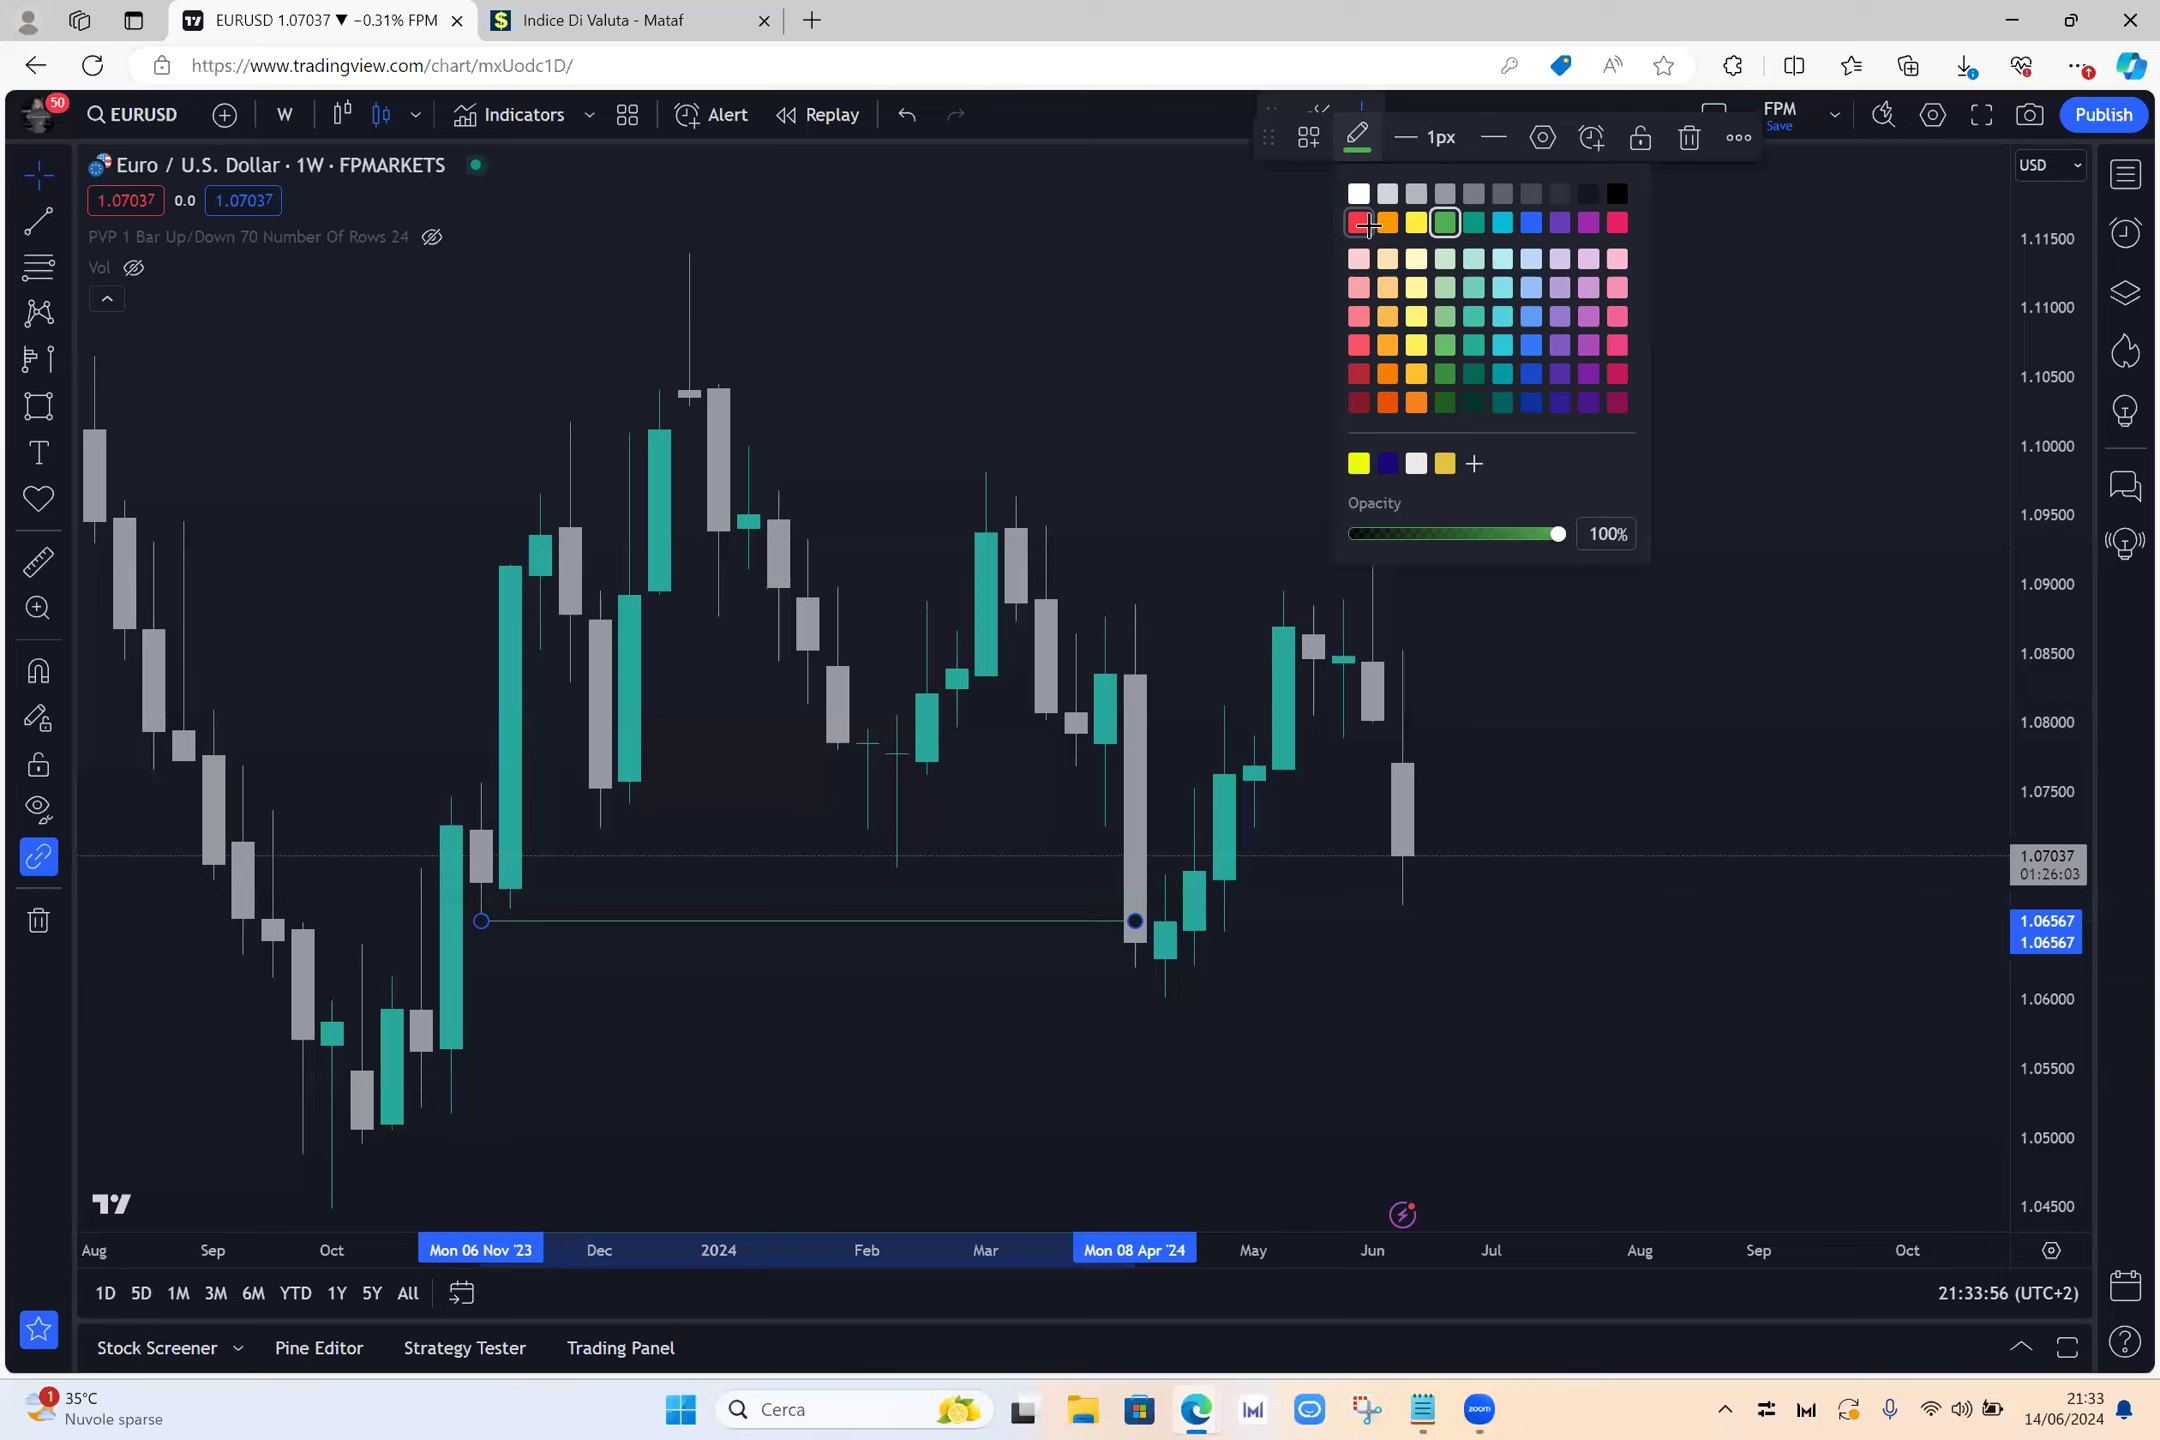 EURUSD 1.07037 ▼ −0.31% FPM
Indice Di Valuta - Mataf
https://www.tradingview.com/chart/mxUodc1D/
50
EURUSD
W
Indicators
Alert
Replay
FPM
Save
Publish
1px
Euro / U.S. Dollar · 1W · FPMARKETS
USD
1.07037
0.0
1.07037
PVP 1 Bar Up/Down 70 Number Of Rows 24
Vol
Opacity
100%
1.11500
1.11000
1.10500
1.10000
1.09500
1.09000
1.08500
1.08000
1.07500
1.07037
01:26:03
1.06567
1.06567
1.06000
1.05500
1.05000
1.04500
Aug Sep Oct Mon 06 Nov '23 Dec 2024 Feb Mar Mon 08 Apr '24 May Jun Jul Aug Sep Oct
1D 5D 1M 3M 6M YTD 1Y 5Y All
21:33:56 (UTC+2)
Stock Screener Pine Editor Strategy Tester Trading Panel
1
35°C
Nuvole sparse
Cerca
zoom
21:33
14/06/2024